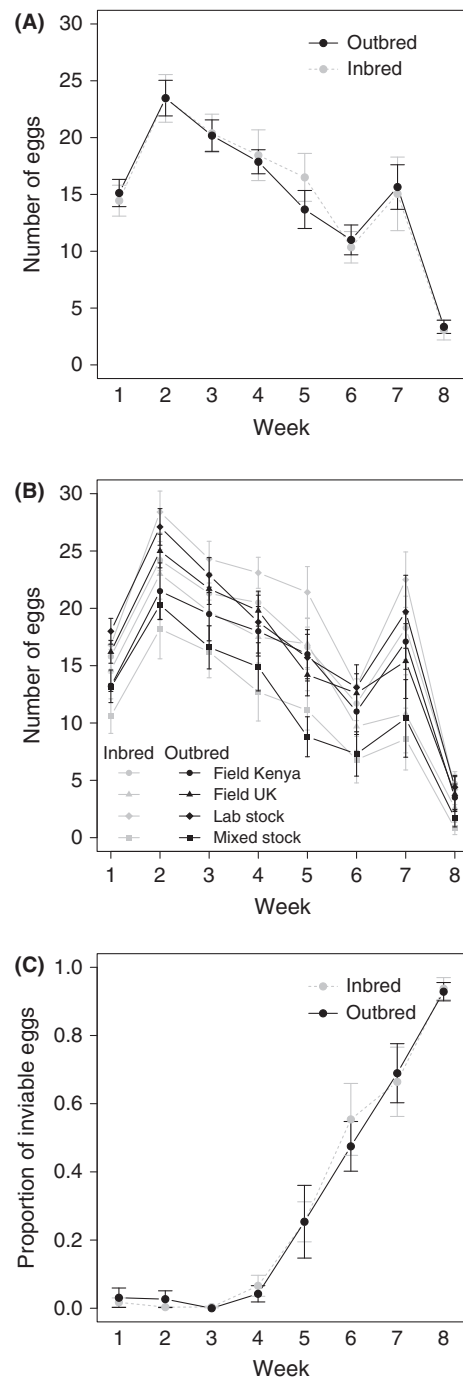 (A)
30
25
20
15
10
5
0
Number of eggs
Outbred
Inbred
1 2 3 4 5 6 7 8
Week
(B)
30
25
20
15
10
5
0
Number of eggs
Inbred Outbred
Field Kenya
Field UK
Lab stock
Mixed stock
1 2 3 4 5 6 7 8
Week
(C)
1.0
0.8
0.6
0.4
0.2
0.0
Proportion of inviable eggs
Inbred
Outbred
1 2 3 4 5 6 7 8
Week